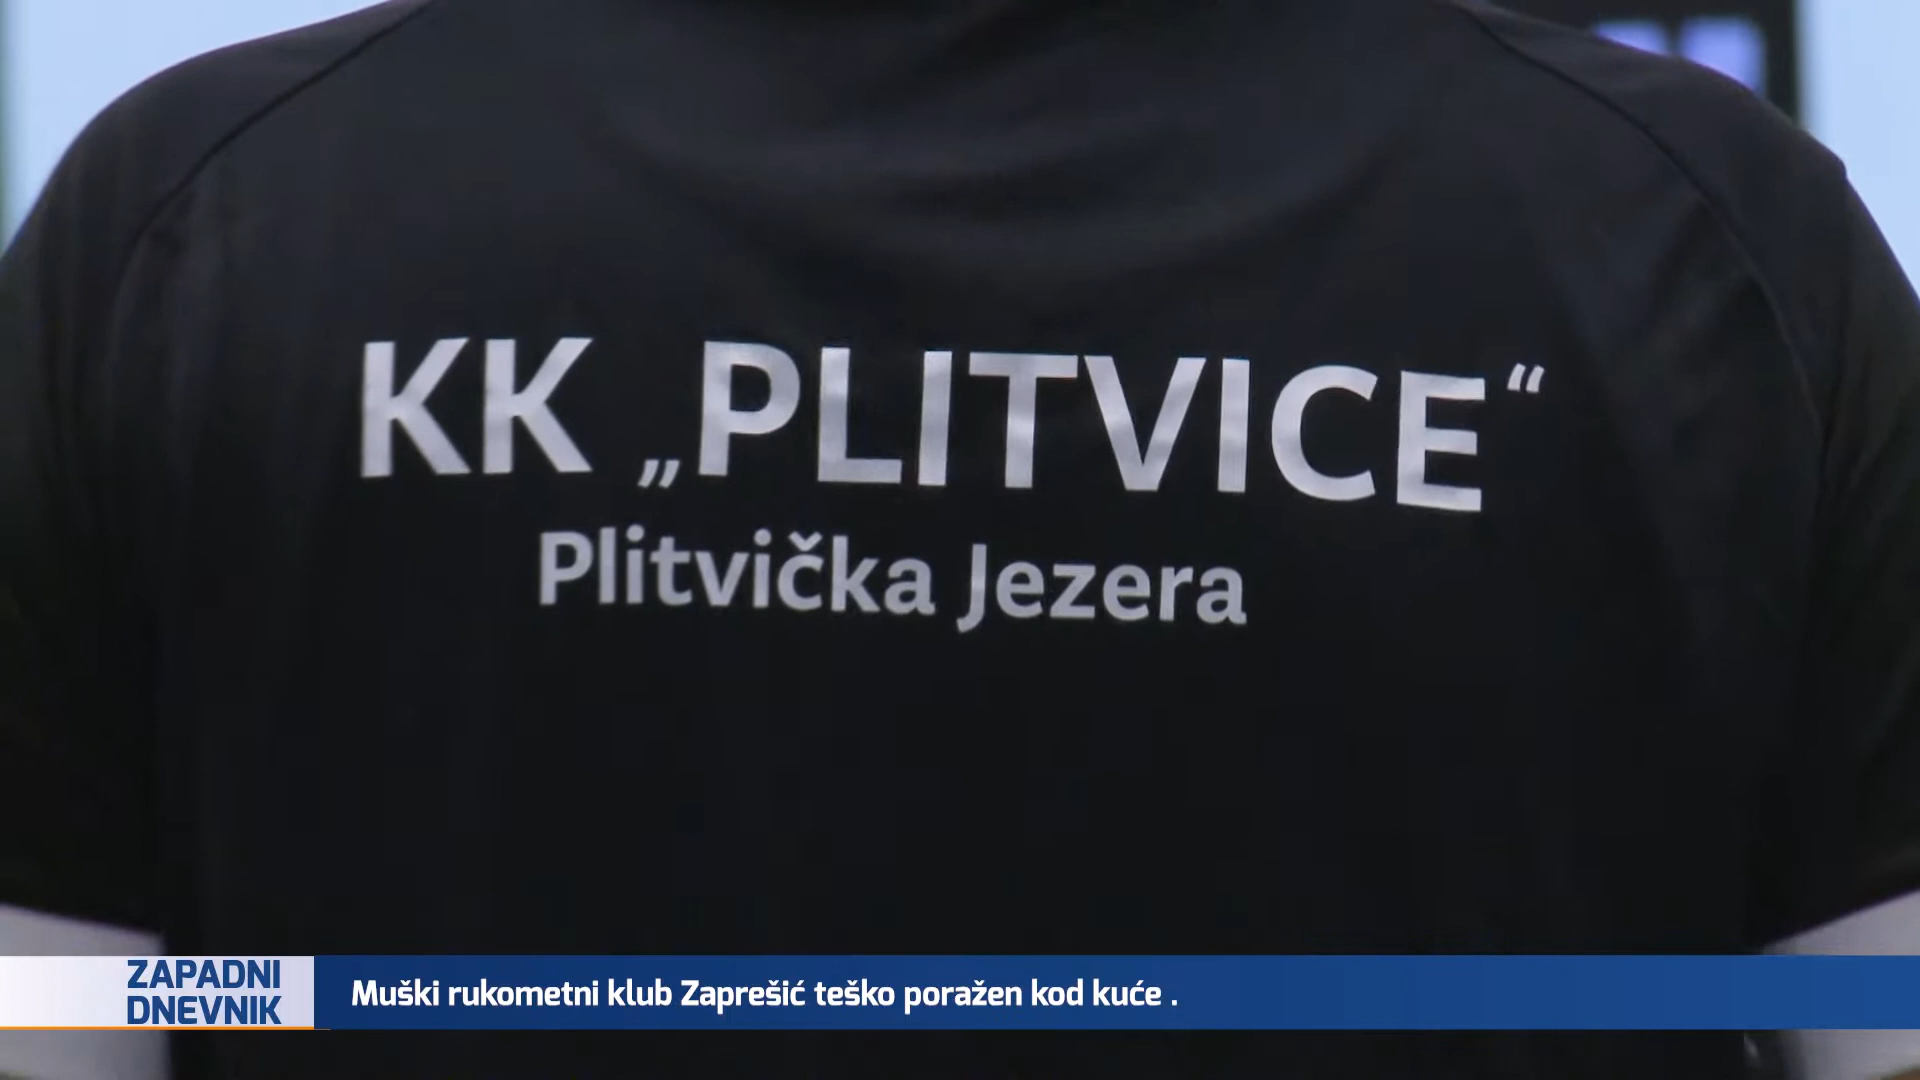 KK „PLITVICE“
Plitvička Jezera
ZAPADNI
DNEVNIK
Muški rukometni klub Zaprešić teško poražen kod kuće .